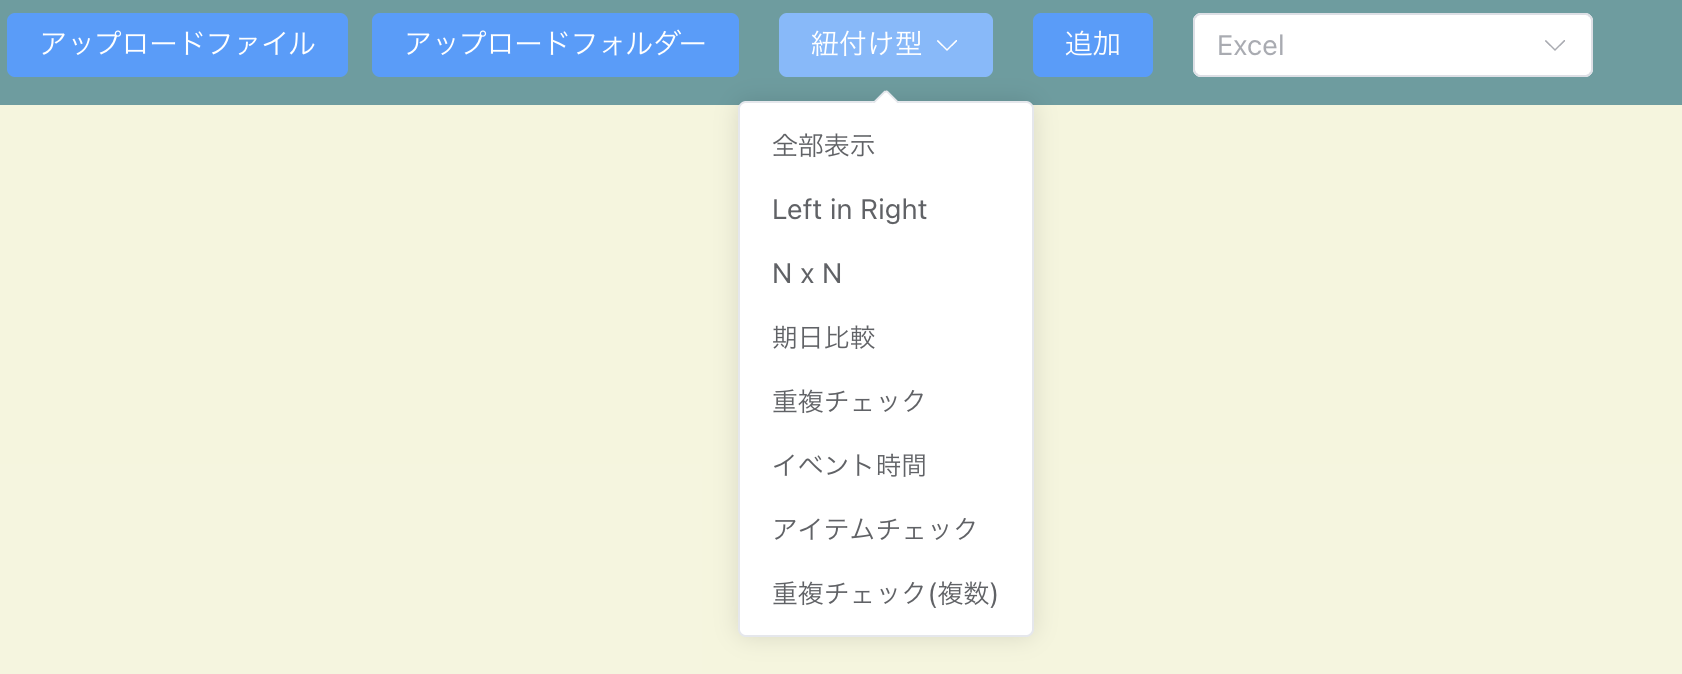 アップロードファイル
アップロードフォルダー
紐付け型
追加
Excel
全部表示
Left in Right
N x N
期日比較
重複チェック
イベント時間
アイテムチェック
重複チェック(複数)